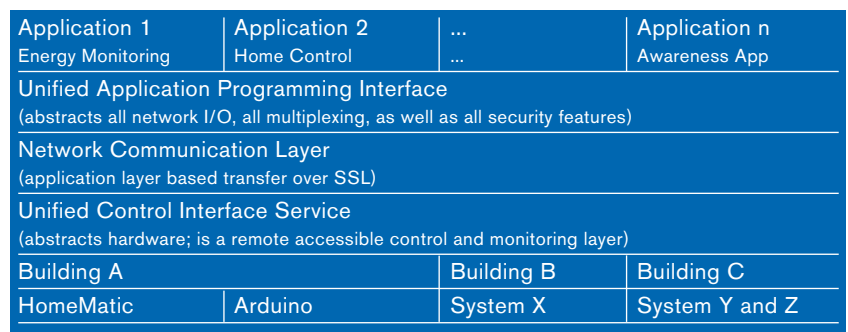 Application 1 Application 2 ... Application n
Energy Monitoring Home Control ... Awareness App
Unified Application Programming Interface
(abstracts all network I/O, all multiplexing, as well as all security features)
Network Communication Layer
(application layer based transfer over SSL)
Unified Control Interface Service
(abstracts hardware; is a remote accessible control and monitoring layer)
Building A Building B Building C
HomeMatic Arduino System X System Y and Z